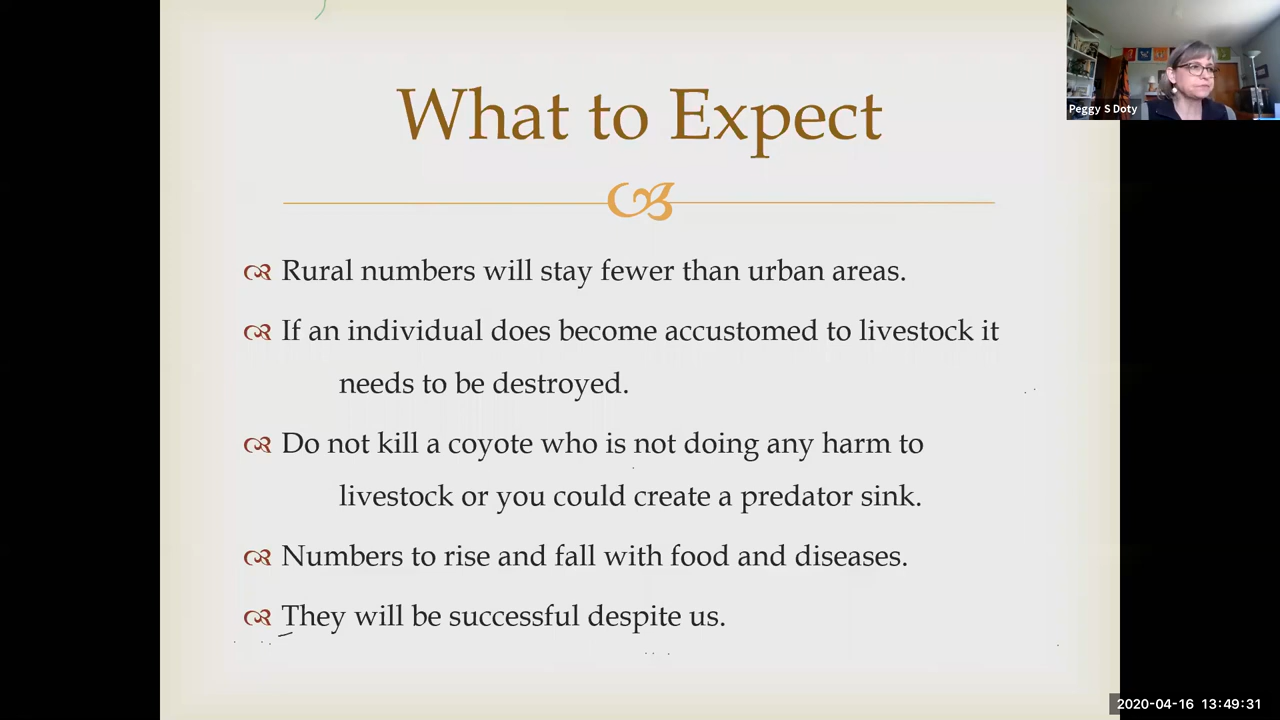 What to Expect
Rural numbers will stay fewer than urban areas.
If an individual does become accustomed to livestock it
needs to be destroyed.
Do not kill a coyote who is not doing any harm to
livestock or you could create a predator sink.
Numbers to rise and fall with food and diseases.
They will be successful despite us.
Peggy S Doty
2020-04-16 13:49:31